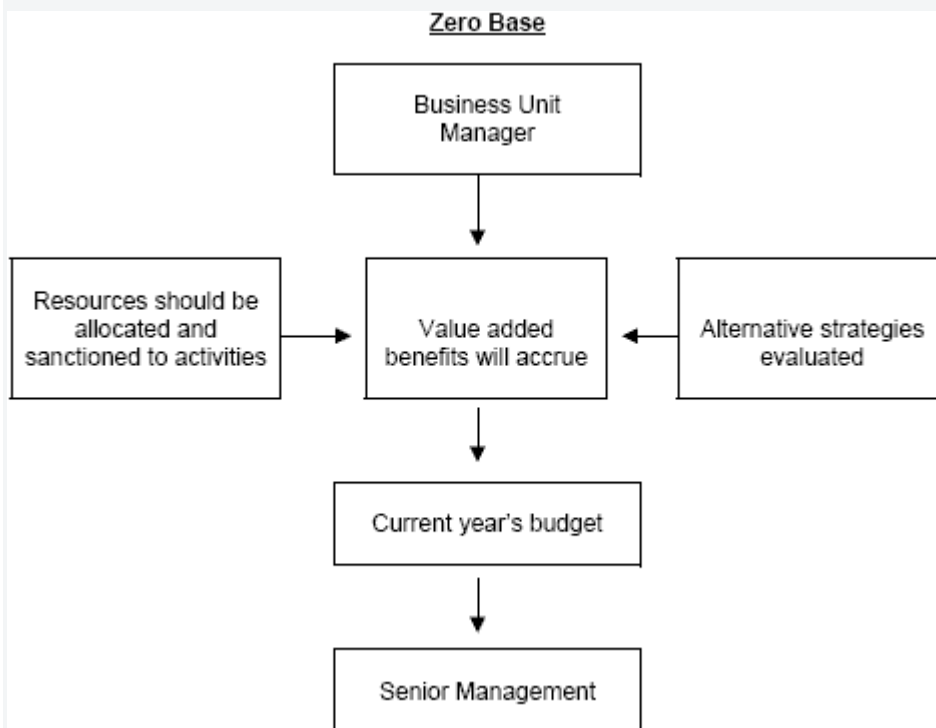 Zero Base
Business Unit
Manager
Resources should be
allocated and
sanctioned to activities
Value added
benefits will accrue
Alternative strategies
evaluated
Current year's budget
Senior Management